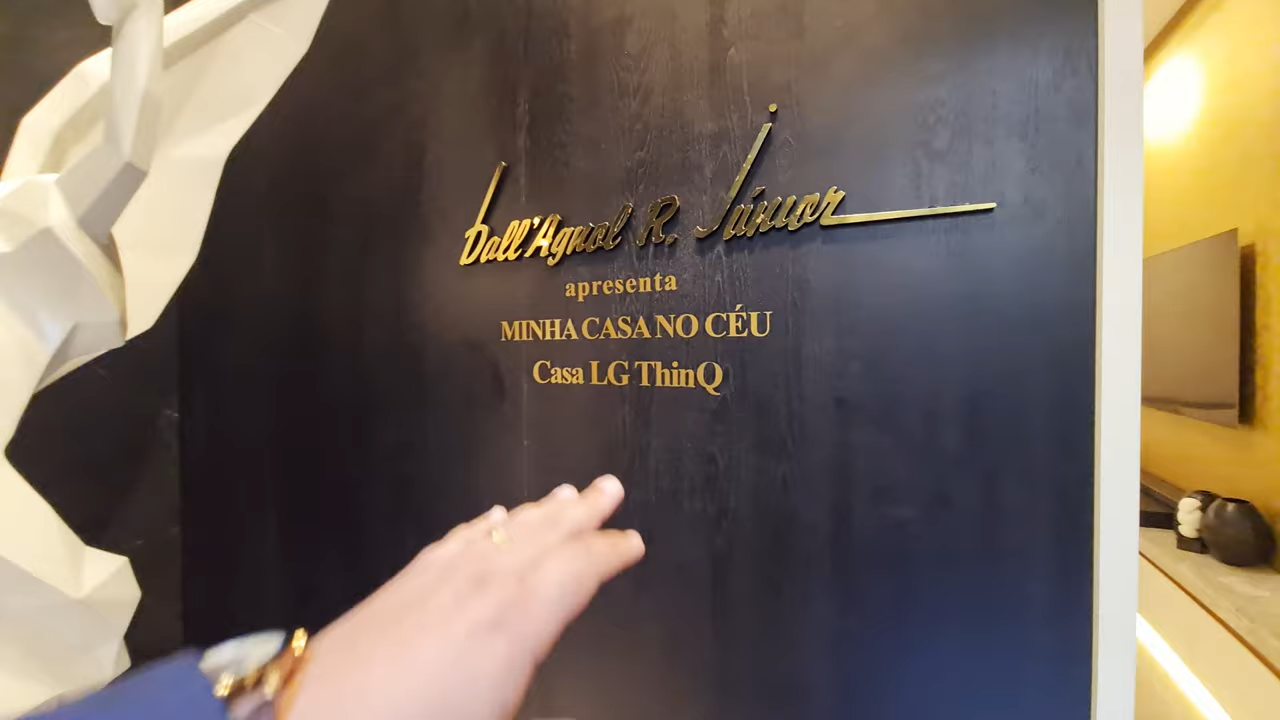 Dall'Agnol R. Júnior
apresenta
MINHA CASA NO CÉU
Casa LG ThinQ